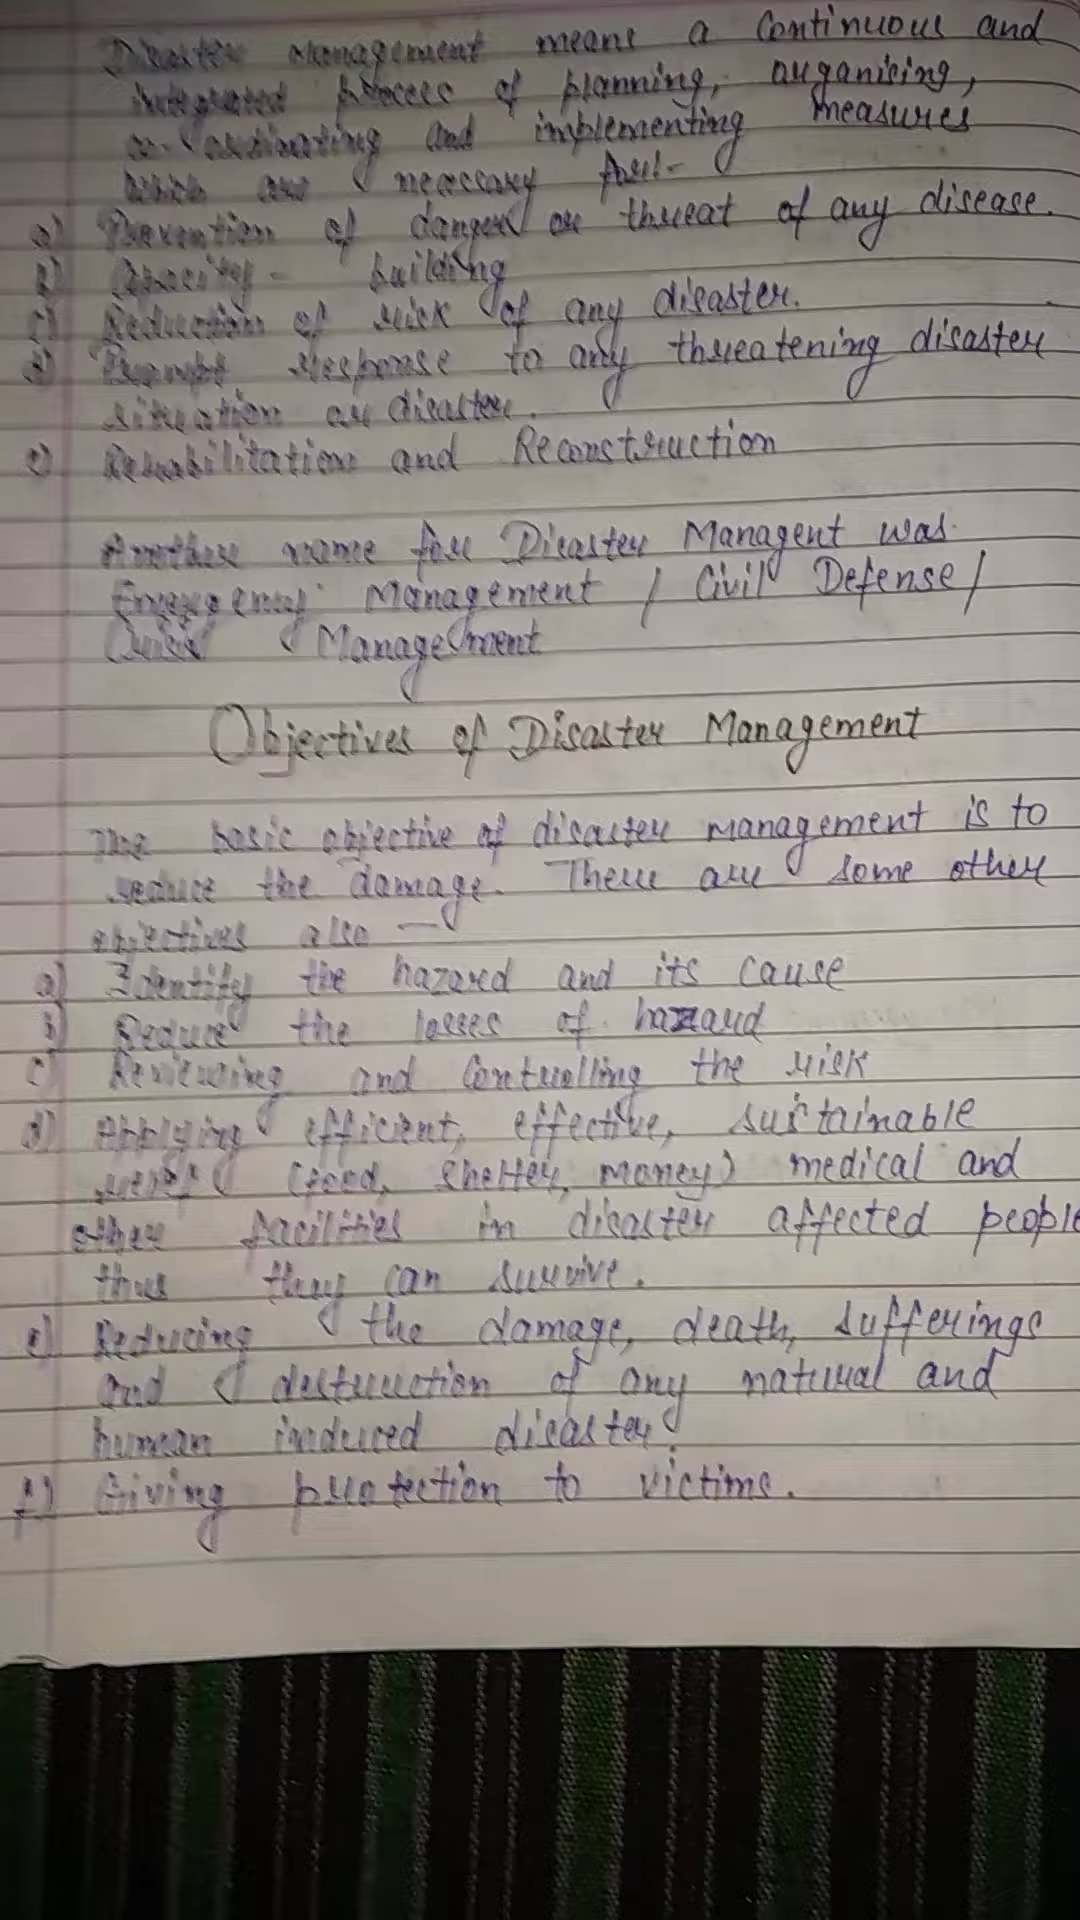 Disaster management means a continuous and
integrated process of planning, organising,
co-ordinating and implementing measures
which are necessary for:-
a) Prevention of danger or threat of any disease.
b) Capacity - building
c) Reduction of risk of any disaster.
d) Prompt response to any threatening disaster
situation or disaster.
e) Rehabilitation and Reconstruction
Another name for Disaster Managent was
Emergency Management / Civil Defense /
Crisis Management
Objectives of Disaster Management
The basic objective of disaster management is to
reduce the damage. There are some other
objectives also —
a) Identify the hazard and its cause
b) Reduce the losses of hazard
c) Reviewing and Controlling the risk
d) Applying efficient, effective, sustainable
relief (food, shelter, money) medical and
other facilities in disaster affected people
thus they can survive.
e) Reducing the damage, death, sufferings
and destruction of any natural and
human induced disaster
f) Giving protection to victims.